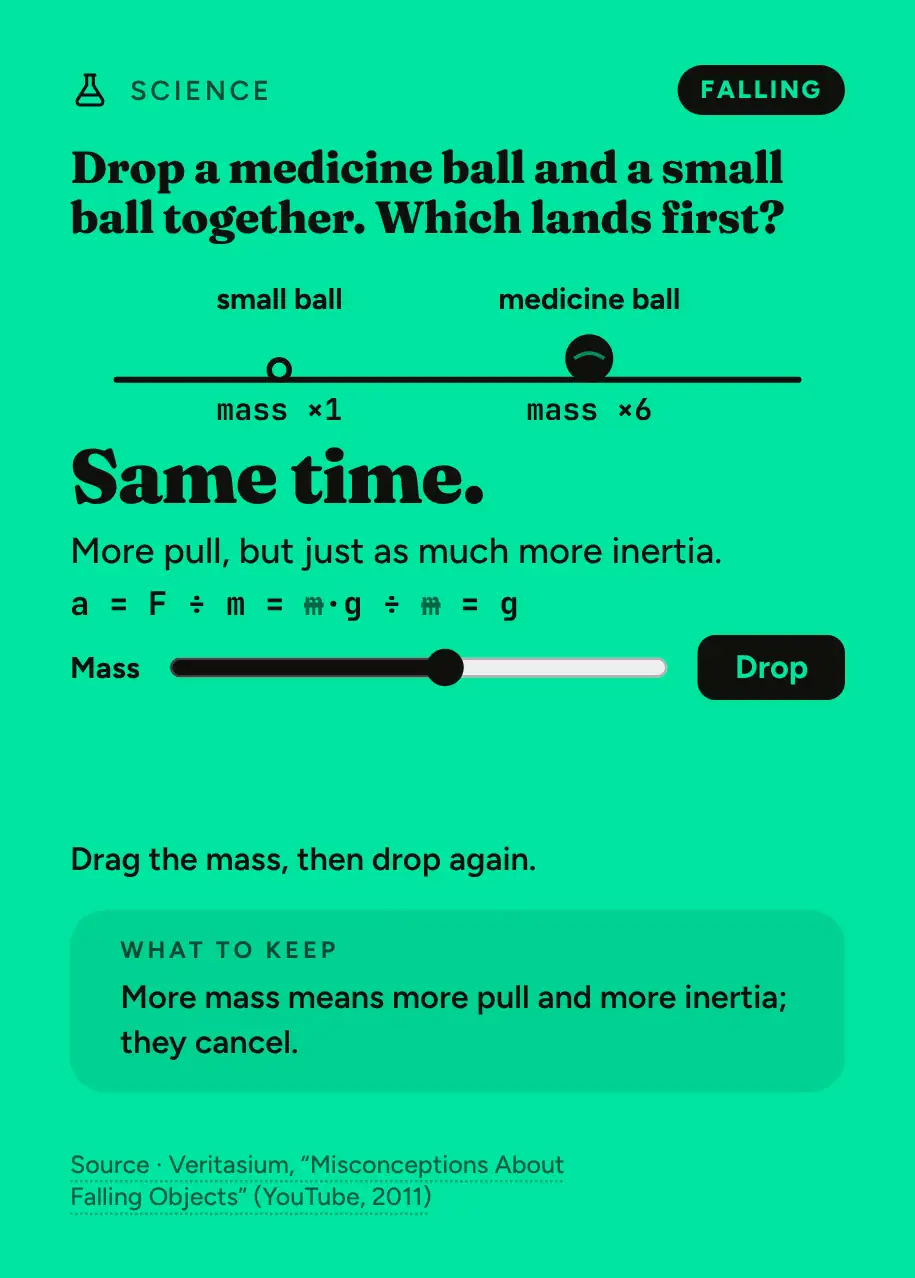 SCIENCE
FALLING
Drop a medicine ball and a small
ball together. Which lands first?
small ball
medicine ball
mass ×1
mass ×6
Same time.
More pull, but just as much more inertia.
a = F ÷ m = m·g ÷ m = g
Mass
Drop
Drag the mass, then drop again.
WHAT TO KEEP
More mass means more pull and more inertia;
they cancel.
Source · Veritasium, “Misconceptions About
Falling Objects” (YouTube, 2011)